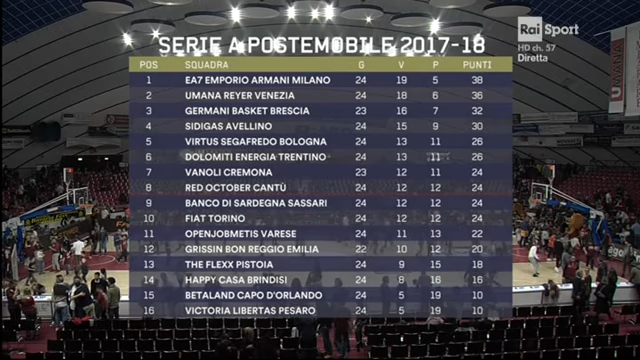 SERIE A POSTEMOBILE 2017-18
Rai Sport
HD ch. 57
Diretta
POS SQUADRA G V P PUNTI
1 EA7 EMPORIO ARMANI MILANO 24 19 5 38
2 UMANA REYER VENEZIA 24 18 6 36
3 GERMANI BASKET BRESCIA 23 16 7 32
4 SIDIGAS AVELLINO 24 15 9 30
5 VIRTUS SEGAFREDO BOLOGNA 24 13 11 26
6 DOLOMITI ENERGIA TRENTINO 24 13 11 26
7 VANOLI CREMONA 23 12 11 24
8 RED OCTOBER CANTÙ 24 12 12 24
9 BANCO DI SARDEGNA SASSARI 24 12 12 24
10 FIAT TORINO 24 12 12 24
11 OPENJOBMETIS VARESE 24 11 13 22
12 GRISSIN BON REGGIO EMILIA 22 10 12 20
13 THE FLEXX PISTOIA 24 9 15 18
14 HAPPY CASA BRINDISI 24 8 16 16
15 BETALAND CAPO D'ORLANDO 24 5 19 10
16 VICTORIA LIBERTAS PESARO 24 5 19 10
UMANA